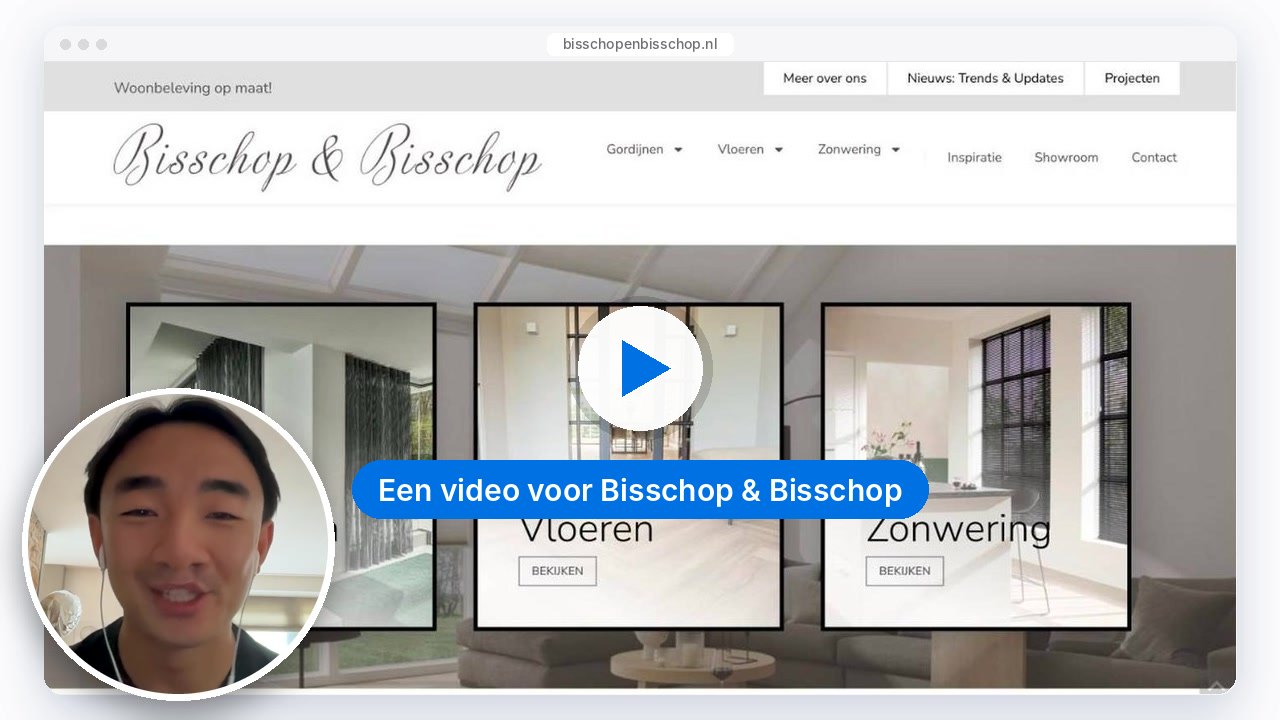 bisschopenbisschop.nl
Woonbeleving op maat!
Meer over ons
Nieuws: Trends & Updates
Projecten
Bisschop & Bisschop
Gordijnen
Vloeren
Zonwering
Inspiratie
Showroom
Contact
Een video voor Bisschop & Bisschop
Vloeren
Zonwering
BEKIJKEN
BEKIJKEN